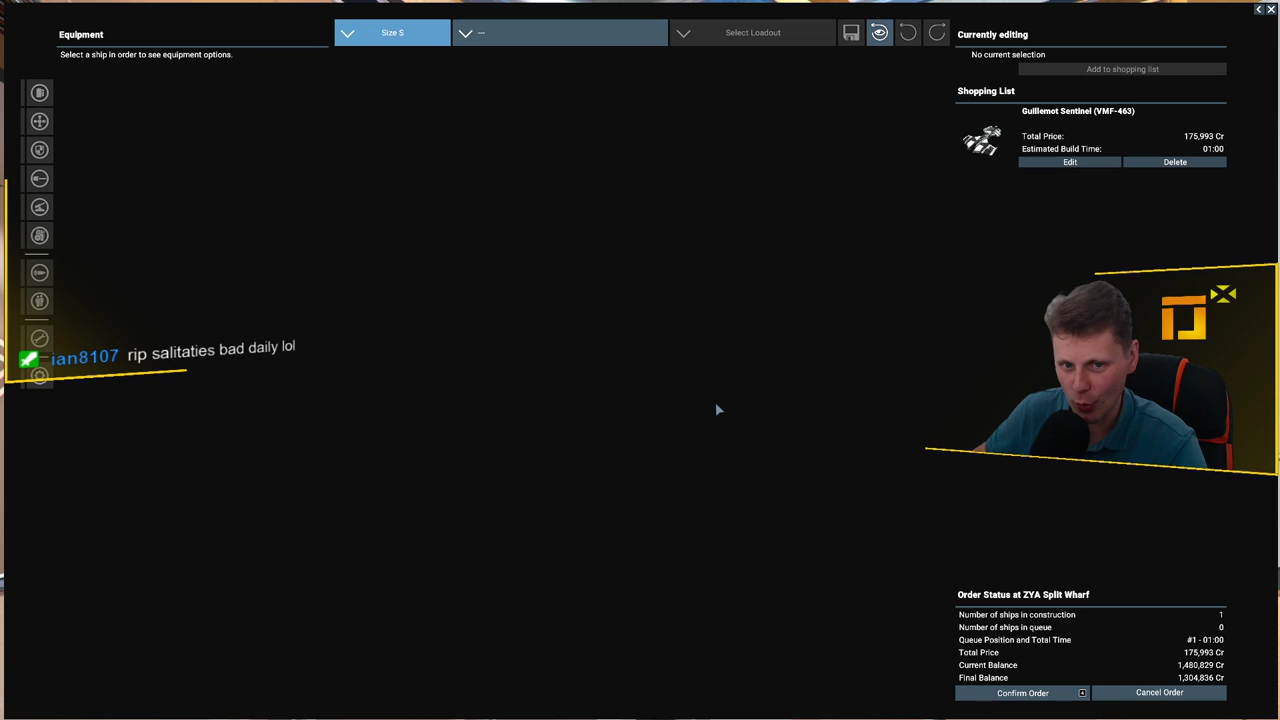 Equipment
Select a ship in order to see equipment options.
Size S
---
Select Loadout
Currently editing
No current selection
Add to shopping list
Shopping List
Guillemot Sentinel (VMF-463)
Total Price: 175,993 Cr
Estimated Build Time: 01:00
Edit Delete
ian8107 rip salitaties bad daily lol
Order Status at ZYA Split Wharf
Number of ships in construction 1
Number of ships in queue 0
Queue Position and Total Time #1 - 01:00
Total Price 175,993 Cr
Current Balance 1,480,829 Cr
Final Balance 1,304,836 Cr
Confirm Order Cancel Order